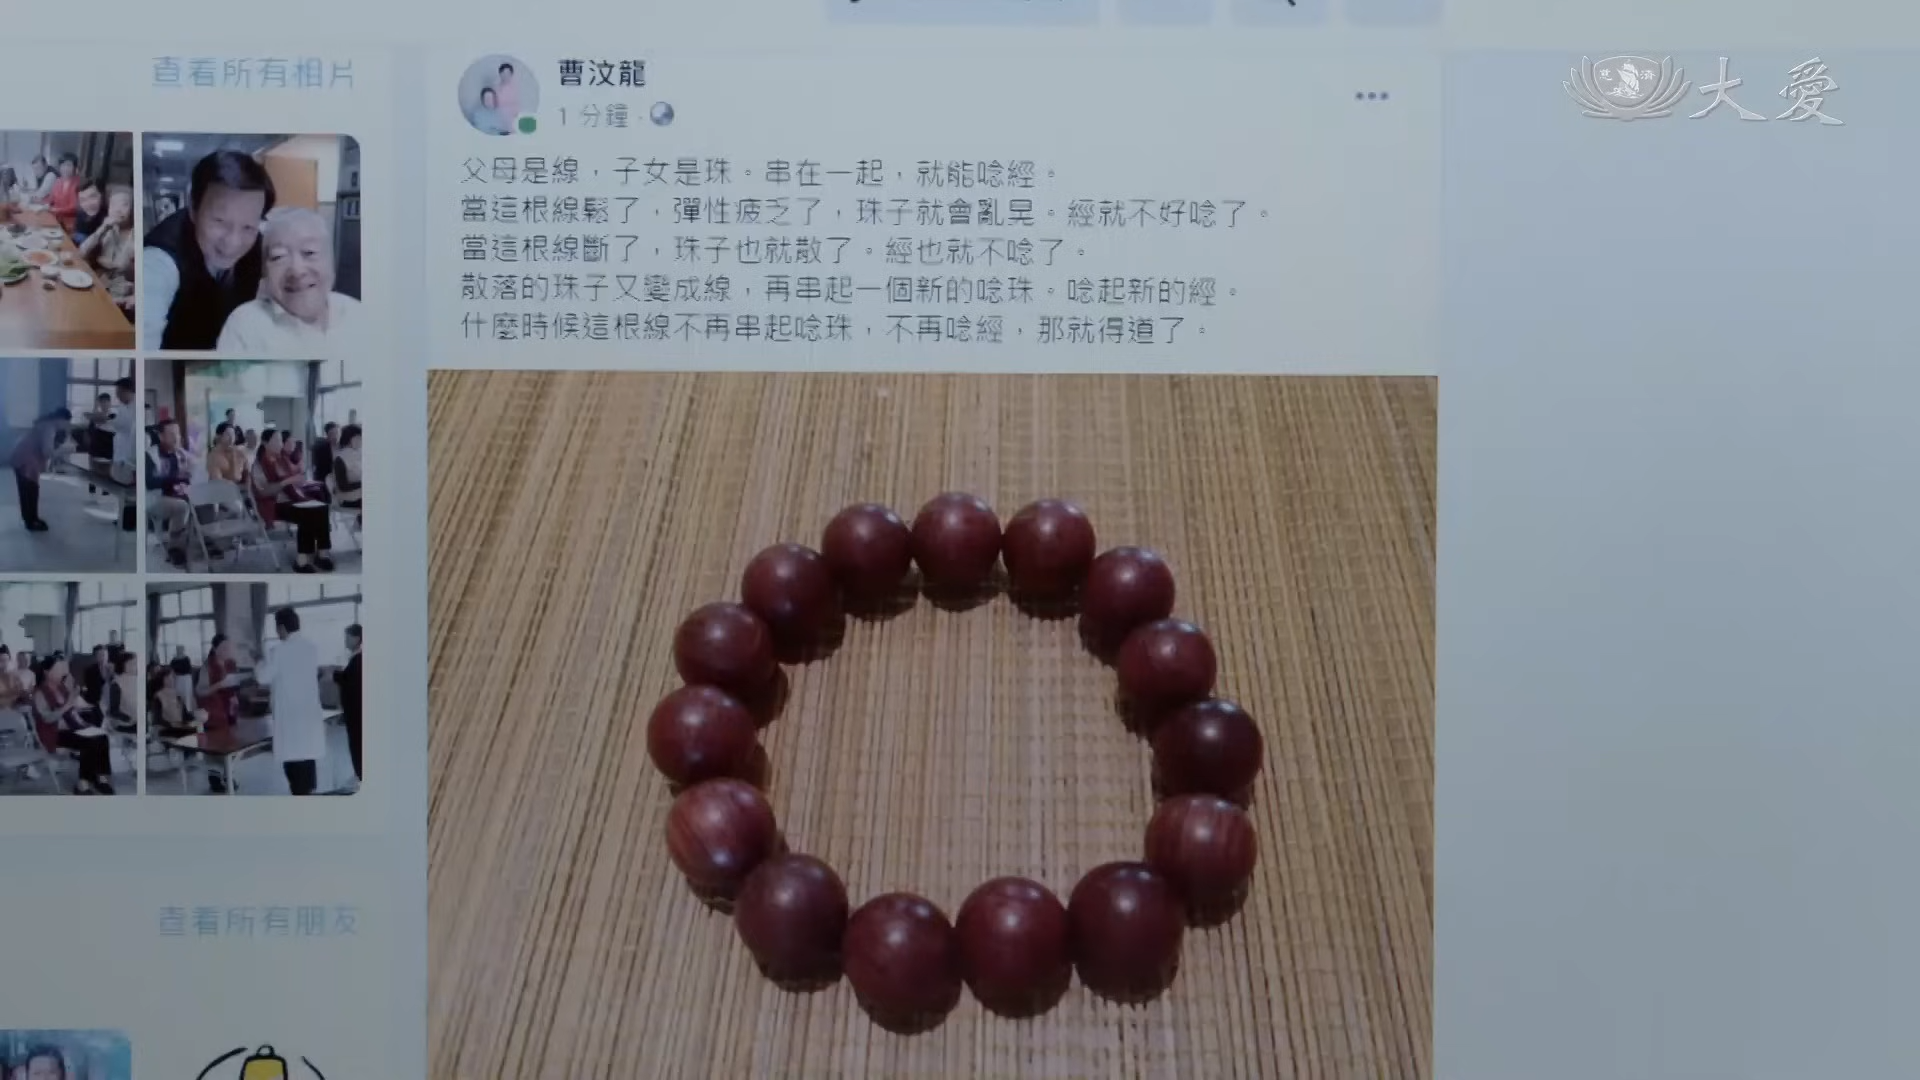 查看所有相片
曹汶龍
1 分鐘 ·
父母是線，子女是珠。串在一起，就能唸經。
當這根線鬆了，彈性疲乏了，珠子就會亂晃。經就不好唸了。
當這根線斷了，珠子也就散了。經也就不唸了。
散落的珠子又變成線，再串起一個新的唸珠。唸起新的經。
什麼時候這根線不再串起唸珠，不再唸經，那就得道了。
查看所有朋友
慈濟
大愛